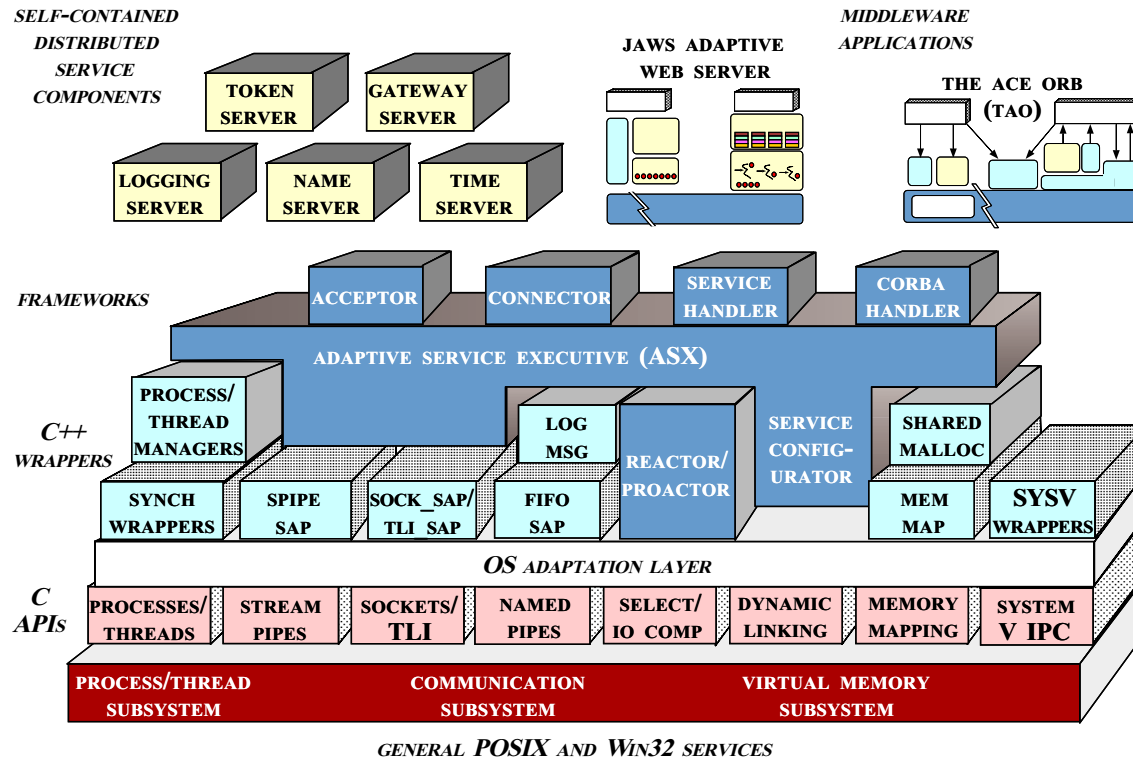 SELF-CONTAINED
DISTRIBUTED
SERVICE
COMPONENTS
TOKEN
SERVER
GATEWAY
SERVER
LOGGING
SERVER
NAME
SERVER
TIME
SERVER
JAWS ADAPTIVE
WEB SERVER
MIDDLEWARE
APPLICATIONS
THE ACE ORB
(TAO)
FRAMEWORKS
ACCEPTOR
CONNECTOR
SERVICE
HANDLER
CORBA
HANDLER
ADAPTIVE SERVICE EXECUTIVE (ASX)
C++
WRAPPERS
PROCESS/
THREAD
MANAGERS
LOG
MSG
REACTOR/
PROACTOR
SERVICE
CONFIG-
URATOR
SHARED
MALLOC
SYNCH
WRAPPERS
SPIPE
SAP
SOCK_SAP/
TLI_SAP
FIFO
SAP
MEM
MAP
SYSV
WRAPPERS
OS ADAPTATION LAYER
C
APIs
PROCESSES/
THREADS
STREAM
PIPES
SOCKETS/
TLI
NAMED
PIPES
SELECT/
IO COMP
DYNAMIC
LINKING
MEMORY
MAPPING
SYSTEM
V IPC
PROCESS/THREAD
SUBSYSTEM
COMMUNICATION
SUBSYSTEM
VIRTUAL MEMORY
SUBSYSTEM
GENERAL POSIX AND WIN32 SERVICES